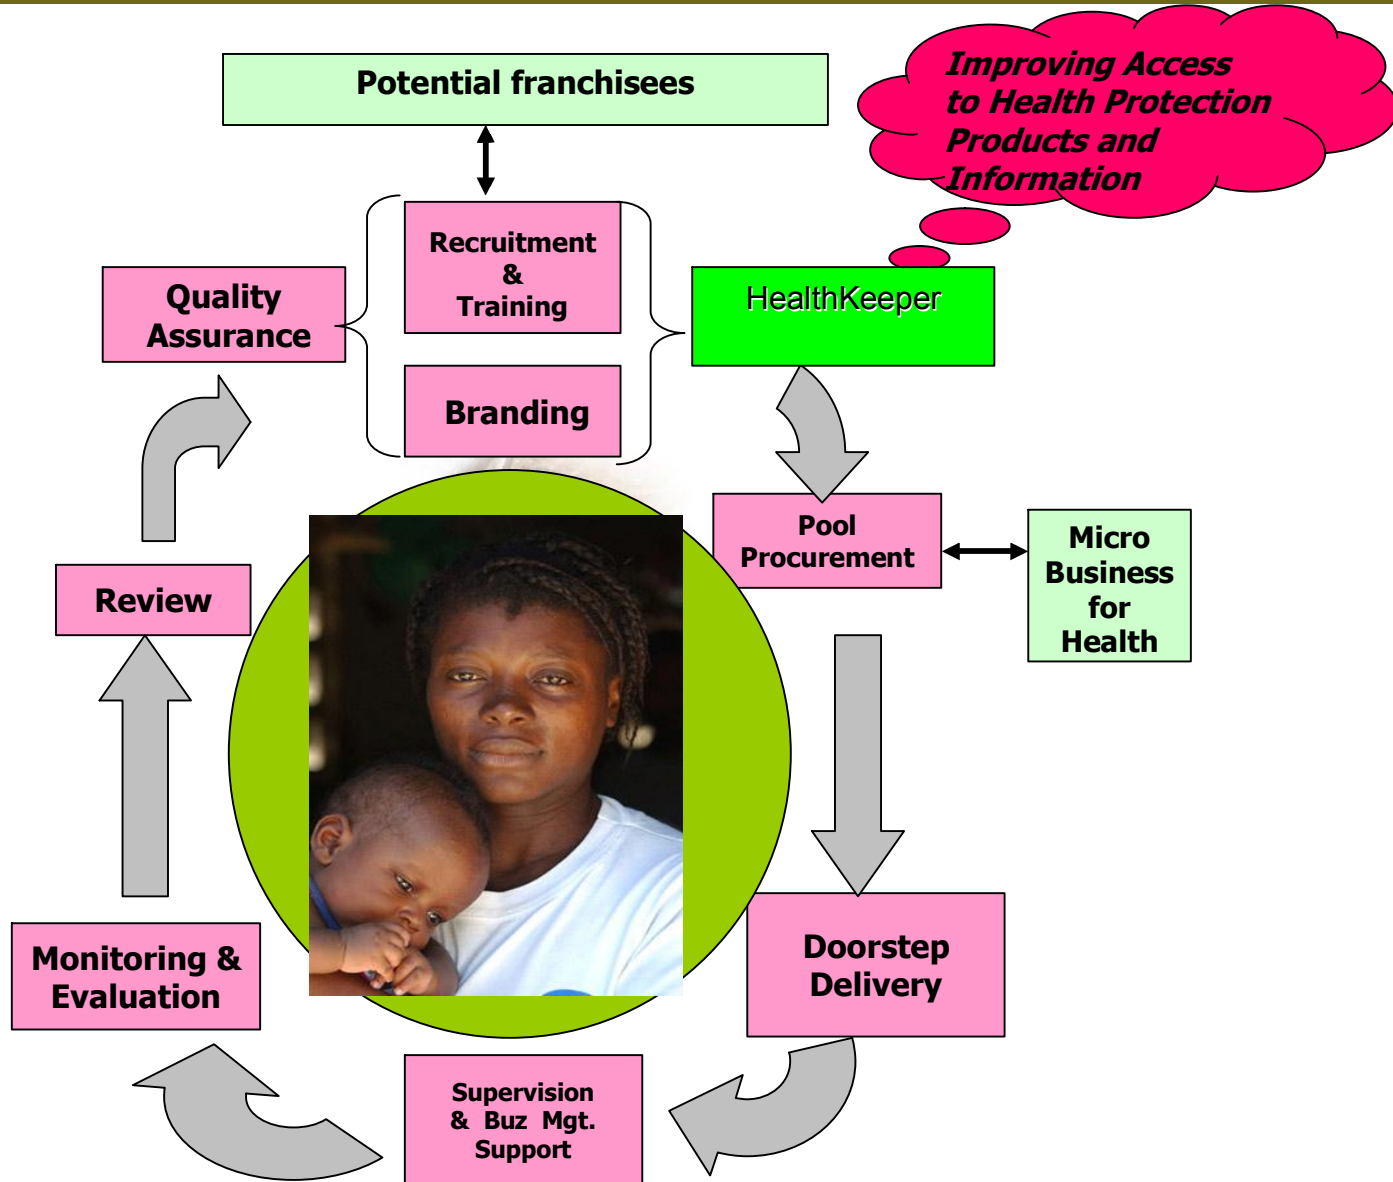 Potential franchisees
Improving Access
to Health Protection
Products and
Information
Recruitment
&
Training
Quality
Assurance
HealthKeeper
Branding
Pool
Procurement
Micro
Business
for
Health
Review
Doorstep
Delivery
Monitoring &
Evaluation
Supervision
& Buz Mgt.
Support